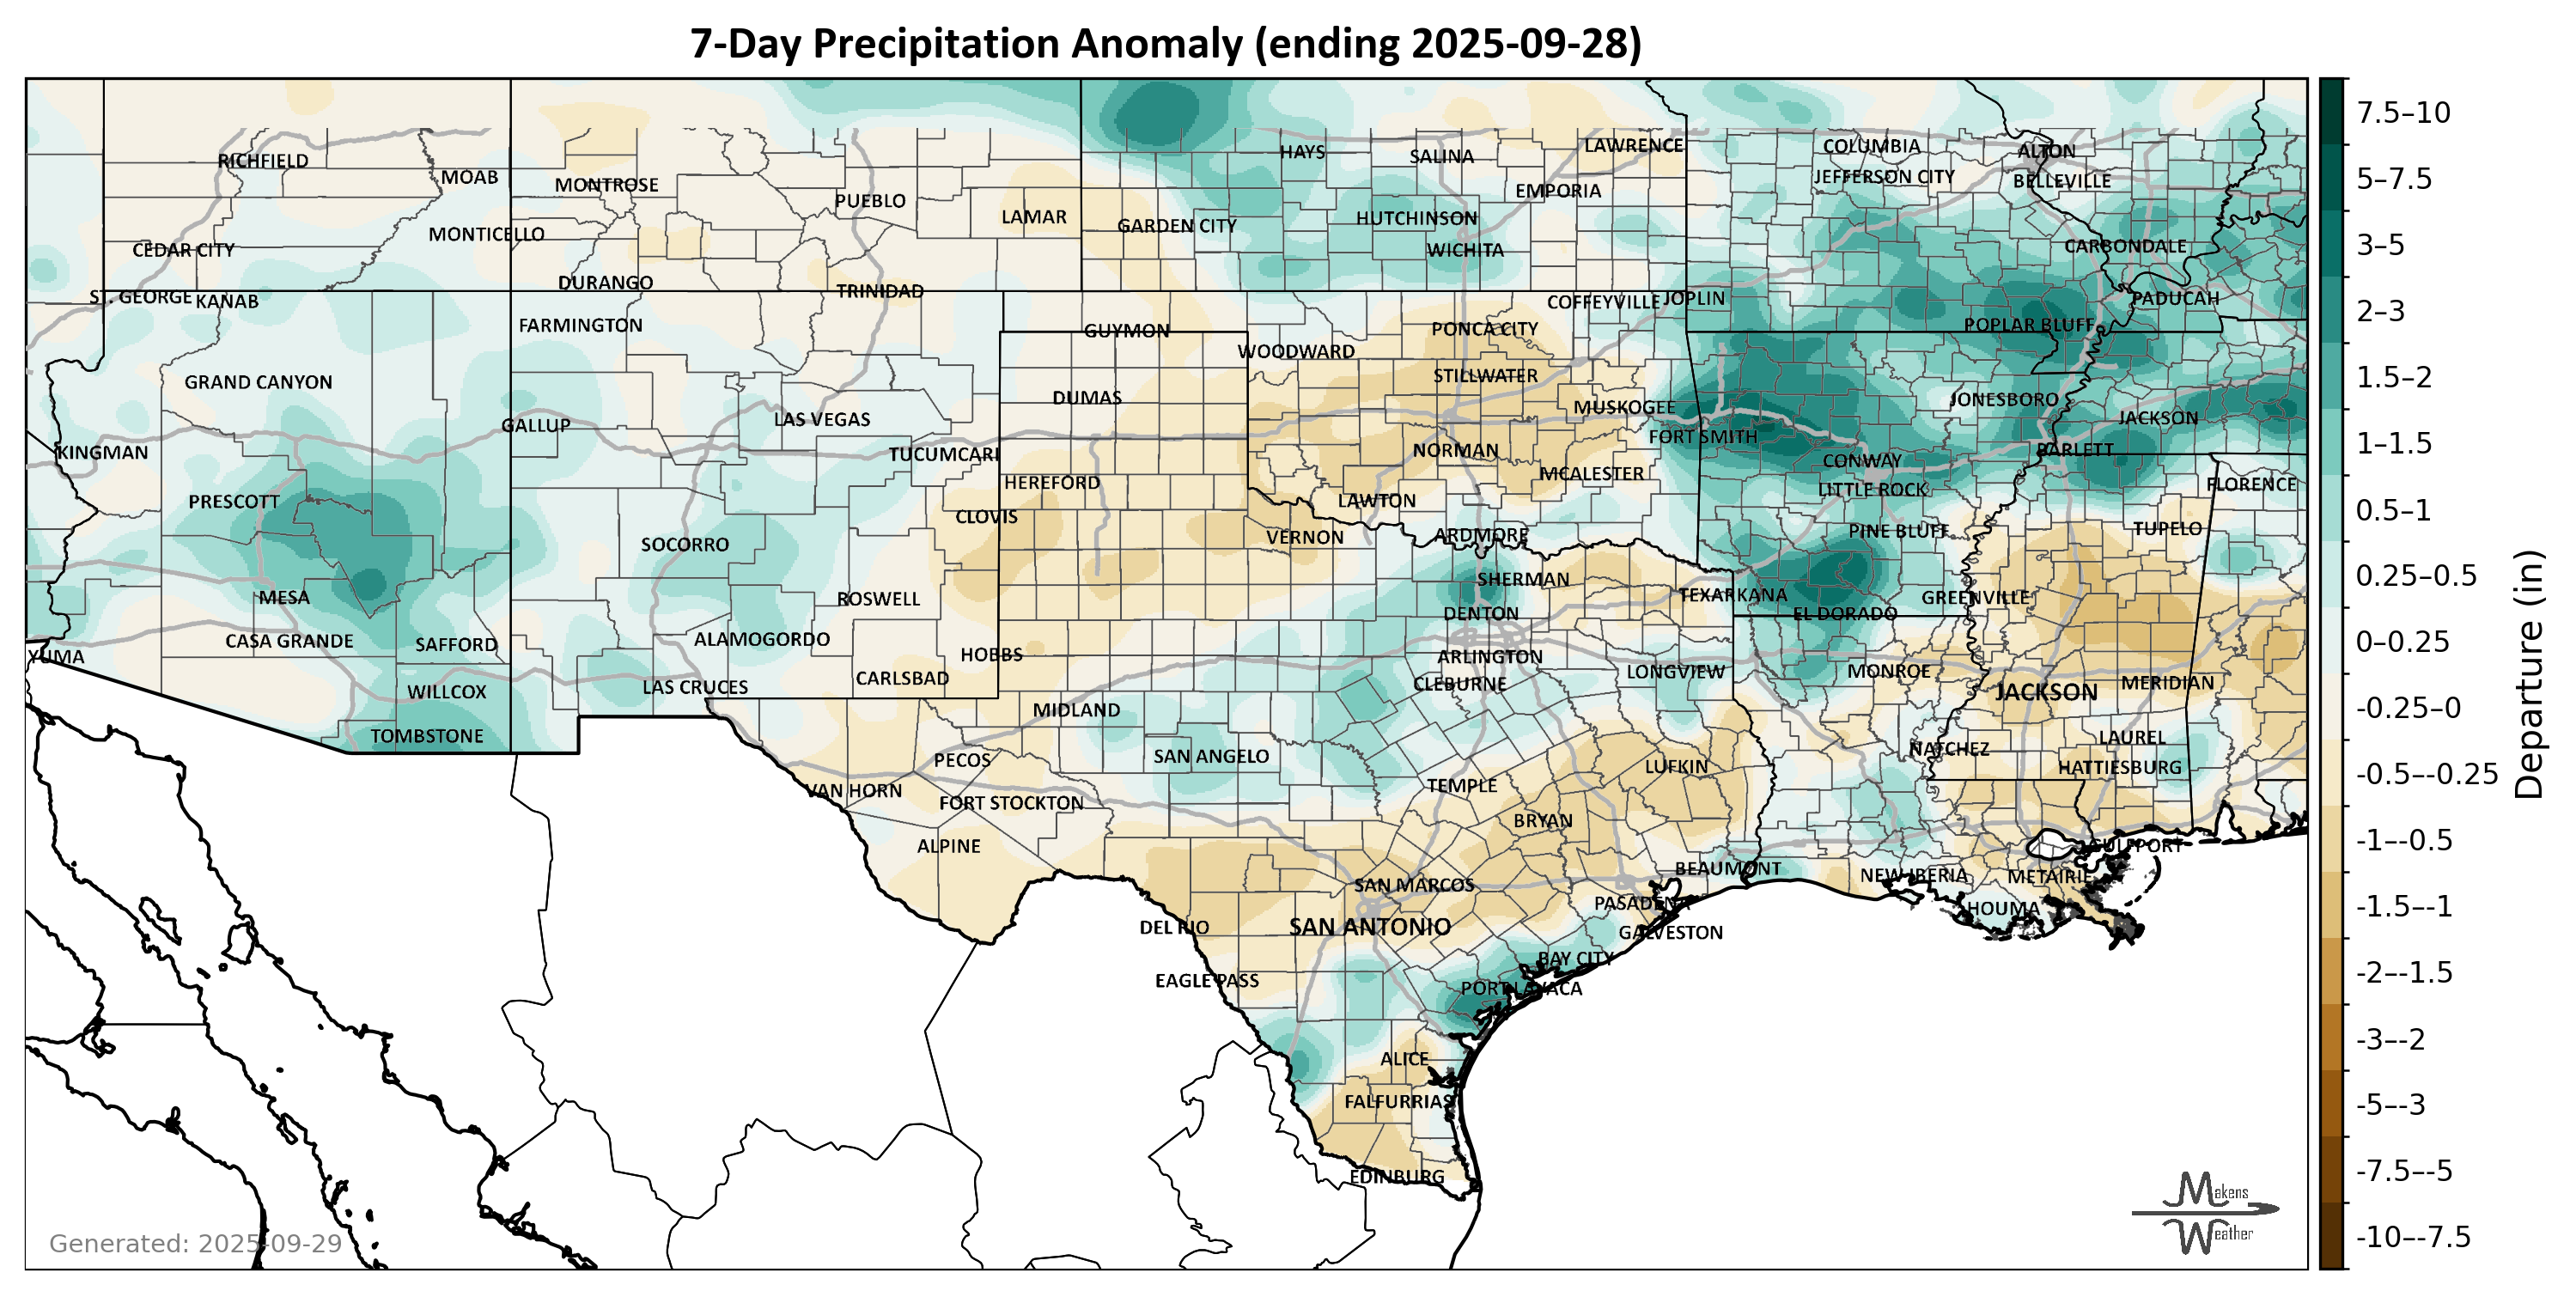 7-Day Precipitation Anomaly (ending 2025-09-28)
RICHFIELD
MOAB
MONTROSE
PUEBLO
LAMAR
MONTICELLO
CEDAR CITY
DURANGO
ST. GEORGE
KANAB
TRINIDAD
FARMINGTON
HAYS
SALINA
LAWRENCE
EMPORIA
GARDEN CITY
HUTCHINSON
WICHITA
COFFEYVILLE
JOPLIN
COLUMBIA
ALTON
JEFFERSON CITY
BELLEVILLE
CARBONDALE
PADUCAH
POPLAR BLUFF
GUYMON
WOODWARD
PONCA CITY
STILLWATER
DUMAS
MUSKOGEE
GRAND CANYON
GALLUP
LAS VEGAS
KINGMAN
TUCUMCARI
NORMAN
FORT SMITH
JONESBORO
JACKSON
BARLETT
CONWAY
MCALESTER
HEREFORD
LITTLE ROCK
FLORENCE
PRESCOTT
CLOVIS
LAWTON
VERNON
ARDMORE
PINE BLUFF
TUPELO
SOCORRO
SHERMAN
MESA
ROSWELL
TEXARKANA
GREENVILLE
DENTON
EL DORADO
CASA GRANDE
SAFFORD
ALAMOGORDO
YUMA
HOBBS
ARLINGTON
LONGVIEW
MONROE
CARLSBAD
CLEBURNE
WILLCOX
LAS CRUCES
JACKSON
MERIDIAN
MIDLAND
TOMBSTONE
SAN ANGELO
NATCHEZ
LAUREL
PECOS
LUFKIN
HATTIESBURG
VAN HORN
FORT STOCKTON
TEMPLE
BRYAN
ALPINE
GULFPORT
BEAUMONT
NEW IBERIA
METAIRIE
SAN MARCOS
PASADENA
HOUMA
DEL RIO
SAN ANTONIO
GALVESTON
BAY CITY
EAGLE PASS
PORT LAVACA
ALICE
FALFURRIAS
EDINBURG
Generated: 2025-09-29
Makens
Weather
7.5–10
5–7.5
3–5
2–3
1.5–2
1–1.5
0.5–1
0.25–0.5
0–0.25
-0.25–0
-0.5–-0.25
-1–-0.5
-1.5–-1
-2–-1.5
-3–-2
-5–-3
-7.5–-5
-10–-7.5
Departure (in)